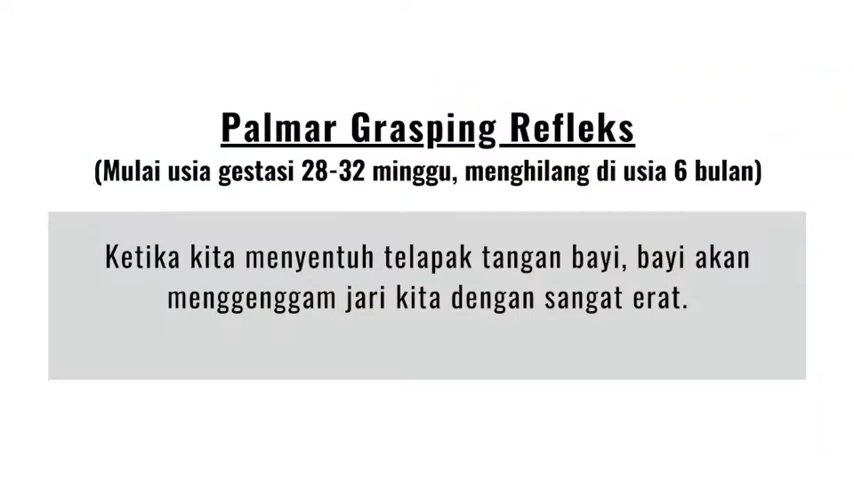 Palmar Grasping Refleks
(Mulai usia gestasi 28-32 minggu, menghilang di usia 6 bulan)
Ketika kita menyentuh telapak tangan bayi, bayi akan
menggenggam jari kita dengan sangat erat.